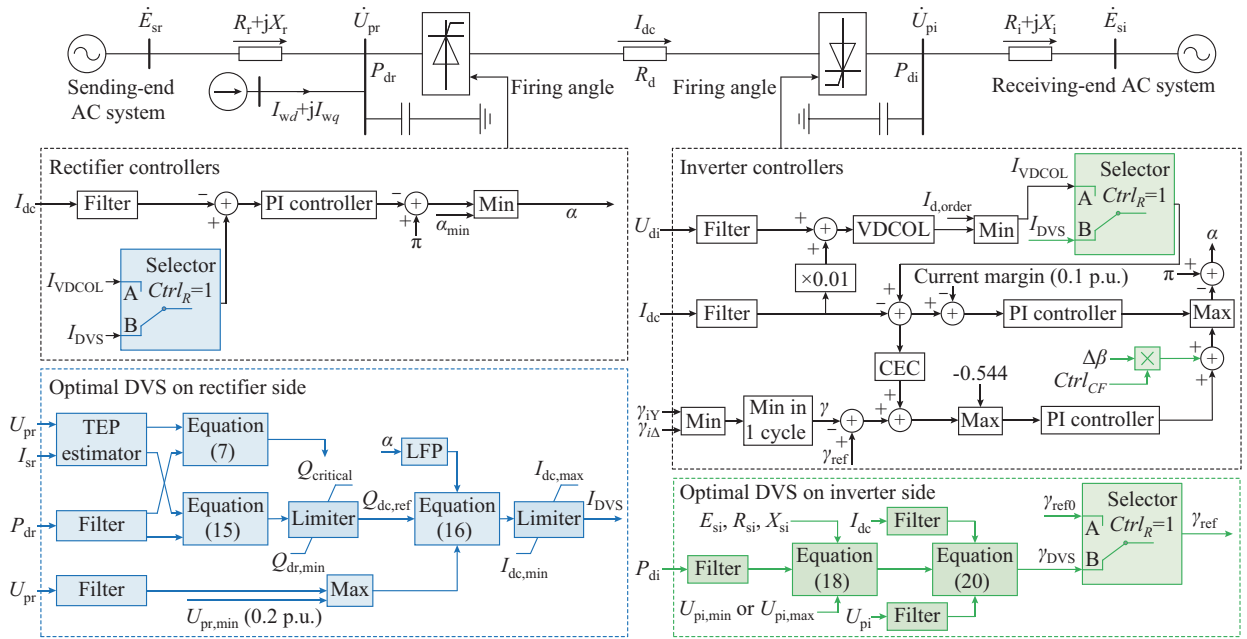 Ė_sr
R_r+jX_r
U̇_pr
I_dc
U̇_pi
R_i+jX_i
Ė_si
Sending-end
AC system
P_dr
R_d
P_di
Receiving-end AC system
I_wd+jI_wq
Firing angle
Firing angle
Rectifier controllers
I_dc
Filter
−
+
+
PI controller
−
+
+
π
α_min
Min
α
Selector
Ctrl_R=1
I_VDCOL
A
B
I_DVS
Inverter controllers
U_di
Filter
+
+
+
×0.01
VDCOL
I_d,order
Min
I_VDCOL
I_DVS
Selector
Ctrl_R=1
A
B
α
π
+
+
−
Current margin (0.1 p.u.)
I_dc
Filter
+
−
+
+
−
+
PI controller
Max
CEC
Δβ
Ctrl_CF
×
+
+
+
-0.544
γ_iY
γ_iΔ
Min
Min in
1 cycle
γ
+
−
+
γ_ref
+
+
+
Max
PI controller
Optimal DVS on rectifier side
U_pr
I_sr
TEP
estimator
Equation
(7)
Q_critical
α
LFP
P_dr
Filter
Equation
(15)
Limiter
Q_dr,min
Q_dc,ref
Equation
(16)
I_dc,max
Limiter
I_dc,min
I_DVS
U_pr
Filter
Max
U_pr,min (0.2 p.u.)
Optimal DVS on inverter side
E_si, R_si, X_si
I_dc
Filter
P_di
Filter
Equation
(18)
Equation
(20)
U_pi,min or U_pi,max
U_pi
Filter
γ_ref0
γ_DVS
Selector
Ctrl_R=1
A
B
γ_ref